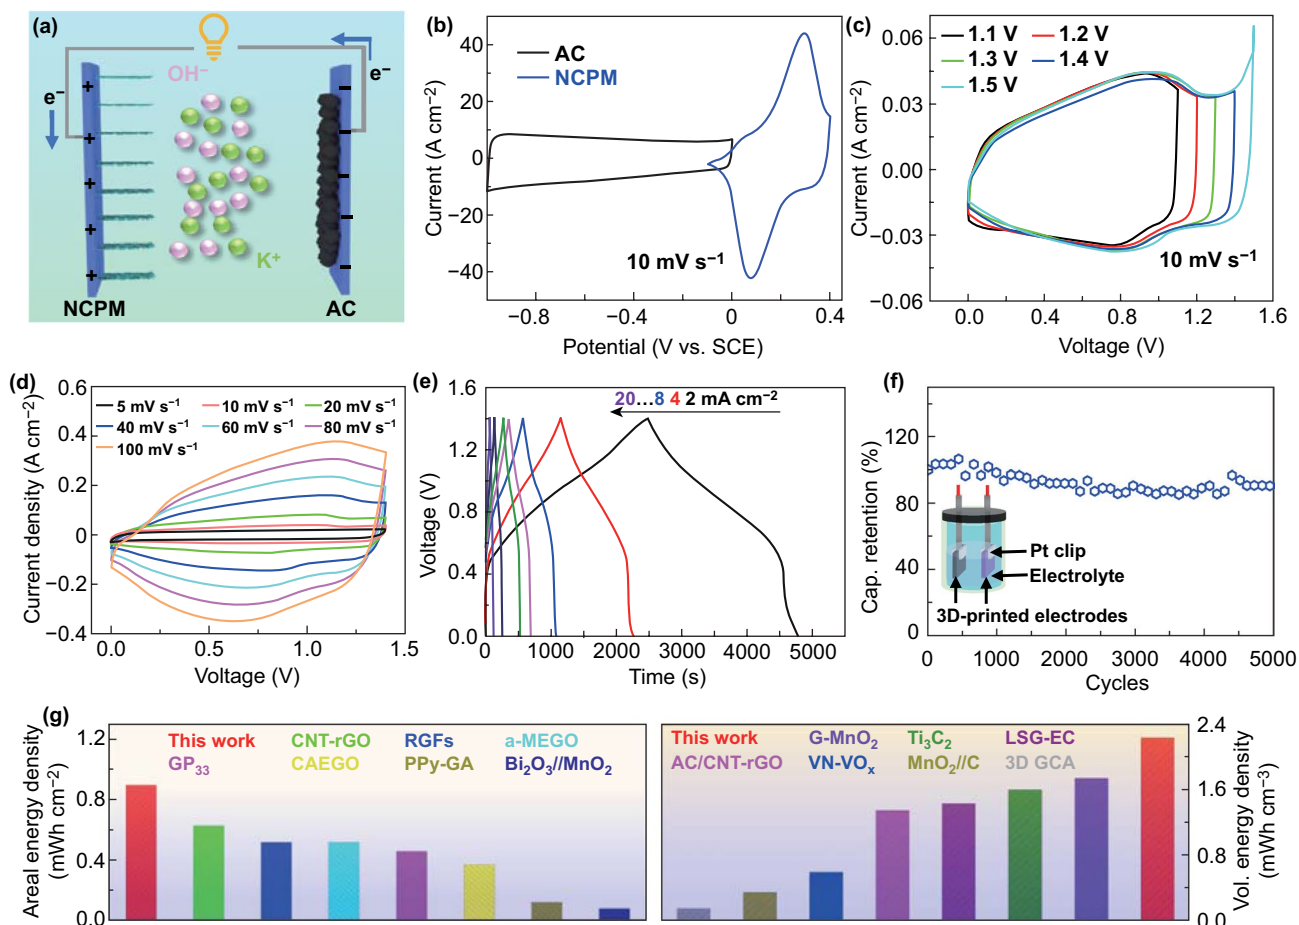 (a)
OH⁻
e⁻
e⁻
K⁺
NCPM
AC
(b)
AC
NCPM
10 mV s⁻¹
40
20
0
−20
−40
−0.8
−0.4
0
0.4
Current (A cm⁻²)
Potential (V vs. SCE)
(c)
1.1 V
1.2 V
1.3 V
1.4 V
1.5 V
10 mV s⁻¹
0.06
0.03
0.00
−0.03
−0.06
0.0
0.4
0.8
1.2
1.6
Current (A cm⁻²)
Voltage (V)
(d)
5 mV s⁻¹
10 mV s⁻¹
20 mV s⁻¹
40 mV s⁻¹
60 mV s⁻¹
80 mV s⁻¹
100 mV s⁻¹
0.6
0.4
0.2
0
−0.2
−0.4
0.0
0.5
1.0
1.5
Current density (A cm⁻²)
Voltage (V)
(e)
20...8 4 2 mA cm⁻²
1.6
1.2
0.8
0.4
0.0
0
1000
2000
3000
4000
5000
Voltage (V)
Time (s)
(f)
120
80
40
0
0
1000
2000
3000
4000
5000
Cap. retention (%)
Cycles
Pt clip
Electrolyte
3D-printed electrodes
(g)
1.2
0.8
0.4
0.0
Areal energy density
(mWh cm⁻²)
This work
CNT-rGO
RGFs
a-MEGO
GP₃₃
CAEGO
PPy-GA
Bi₂O₃//MnO₂
This work
G-MnO₂
Ti₃C₂
LSG-EC
AC/CNT-rGO
VN-VOₓ
MnO₂//C
3D GCA
2.4
1.6
0.8
0.0
Vol. energy density
(mWh cm⁻³)